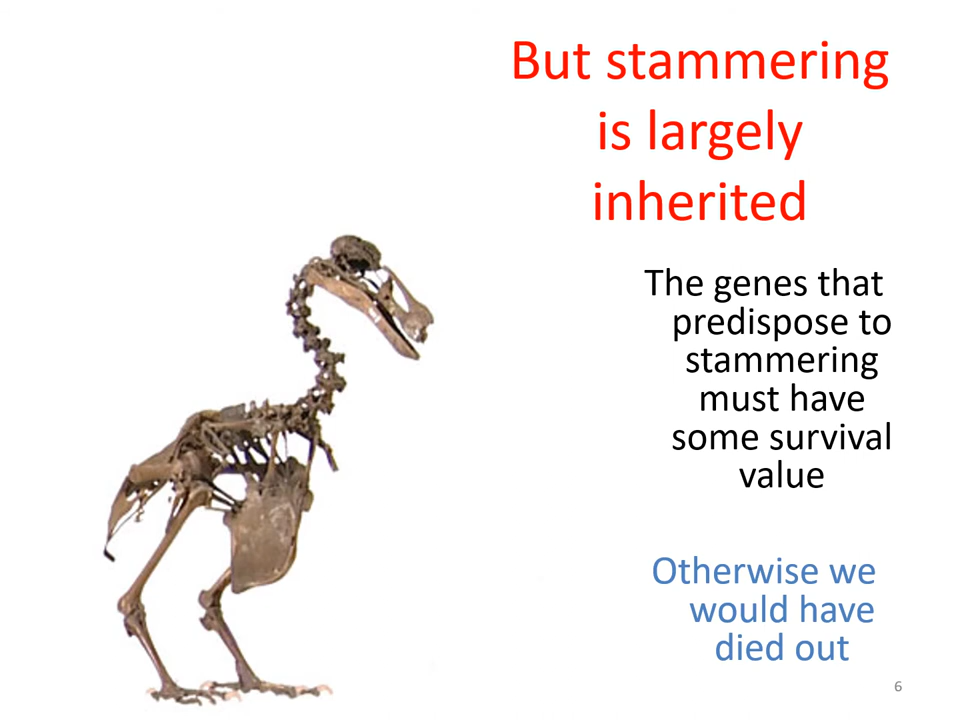 But stammering
is largely
inherited
The genes that
predispose to
stammering
must have
some survival
value
Otherwise we
would have
died out
6